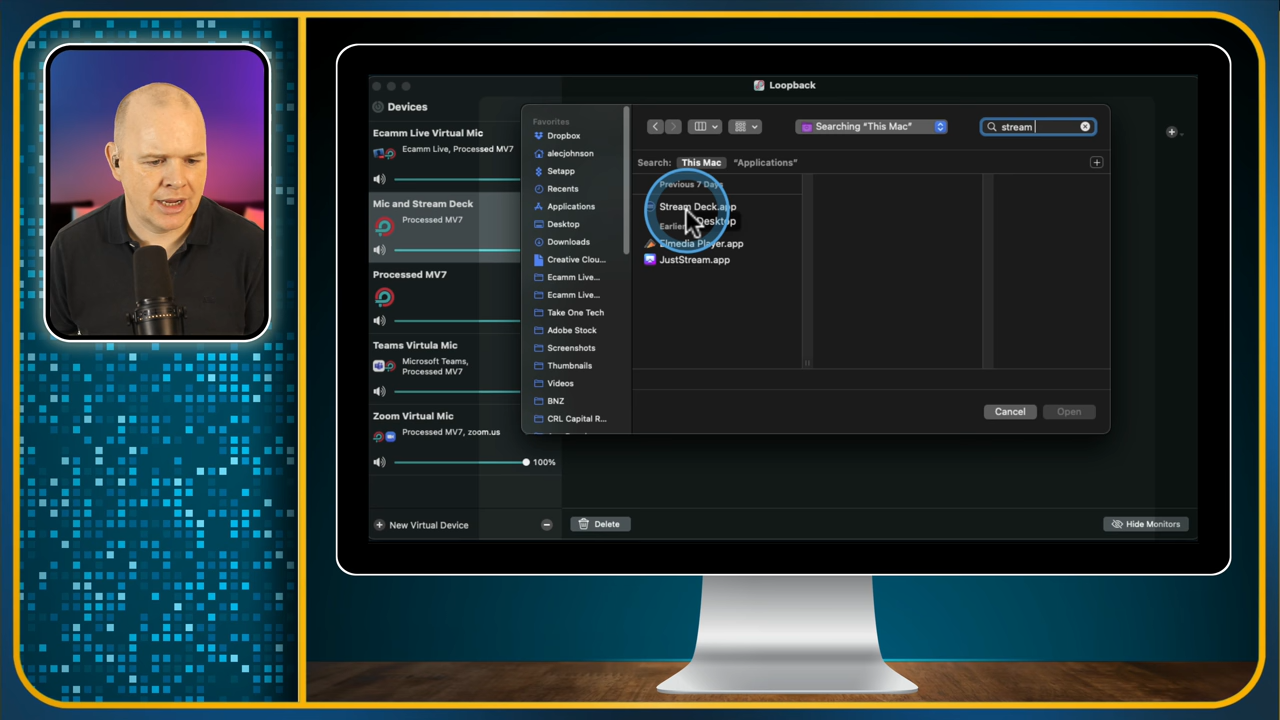 Loopback
Devices
Ecamm Live Virtual Mic
Ecamm Live, Processed MV7
Mic and Stream Deck
Processed MV7
Processed MV7
Teams Virtula Mic
Microsoft Teams,
Processed MV7
Zoom Virtual Mic
Processed MV7, zoom.us
100%
New Virtual Device
Favorites
Dropbox
alecjohnson
Setapp
Recents
Applications
Desktop
Downloads
Creative Clou...
Ecamm Live...
Ecamm Live...
Take One Tech
Adobe Stock
Screenshots
Thumbnails
Videos
BNZ
CRL Capital R...
Searching “This Mac”
stream
Search: This Mac “Applications”
Previous 7 Days
Stream Deck.app
Desktop
Earlier
Elmedia Player.app
JustStream.app
Cancel
Open
Delete
Hide Monitors